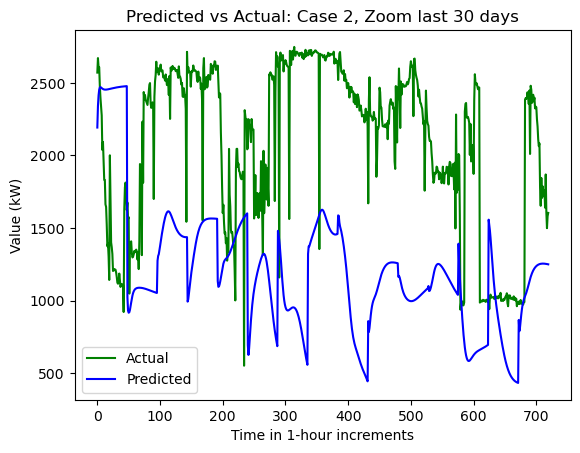 Predicted vs Actual: Case 2, Zoom last 30 days
Value (kW)
2500
2000
1500
1000
500
Actual
Predicted
0 100 200 300 400 500 600 700
Time in 1-hour increments